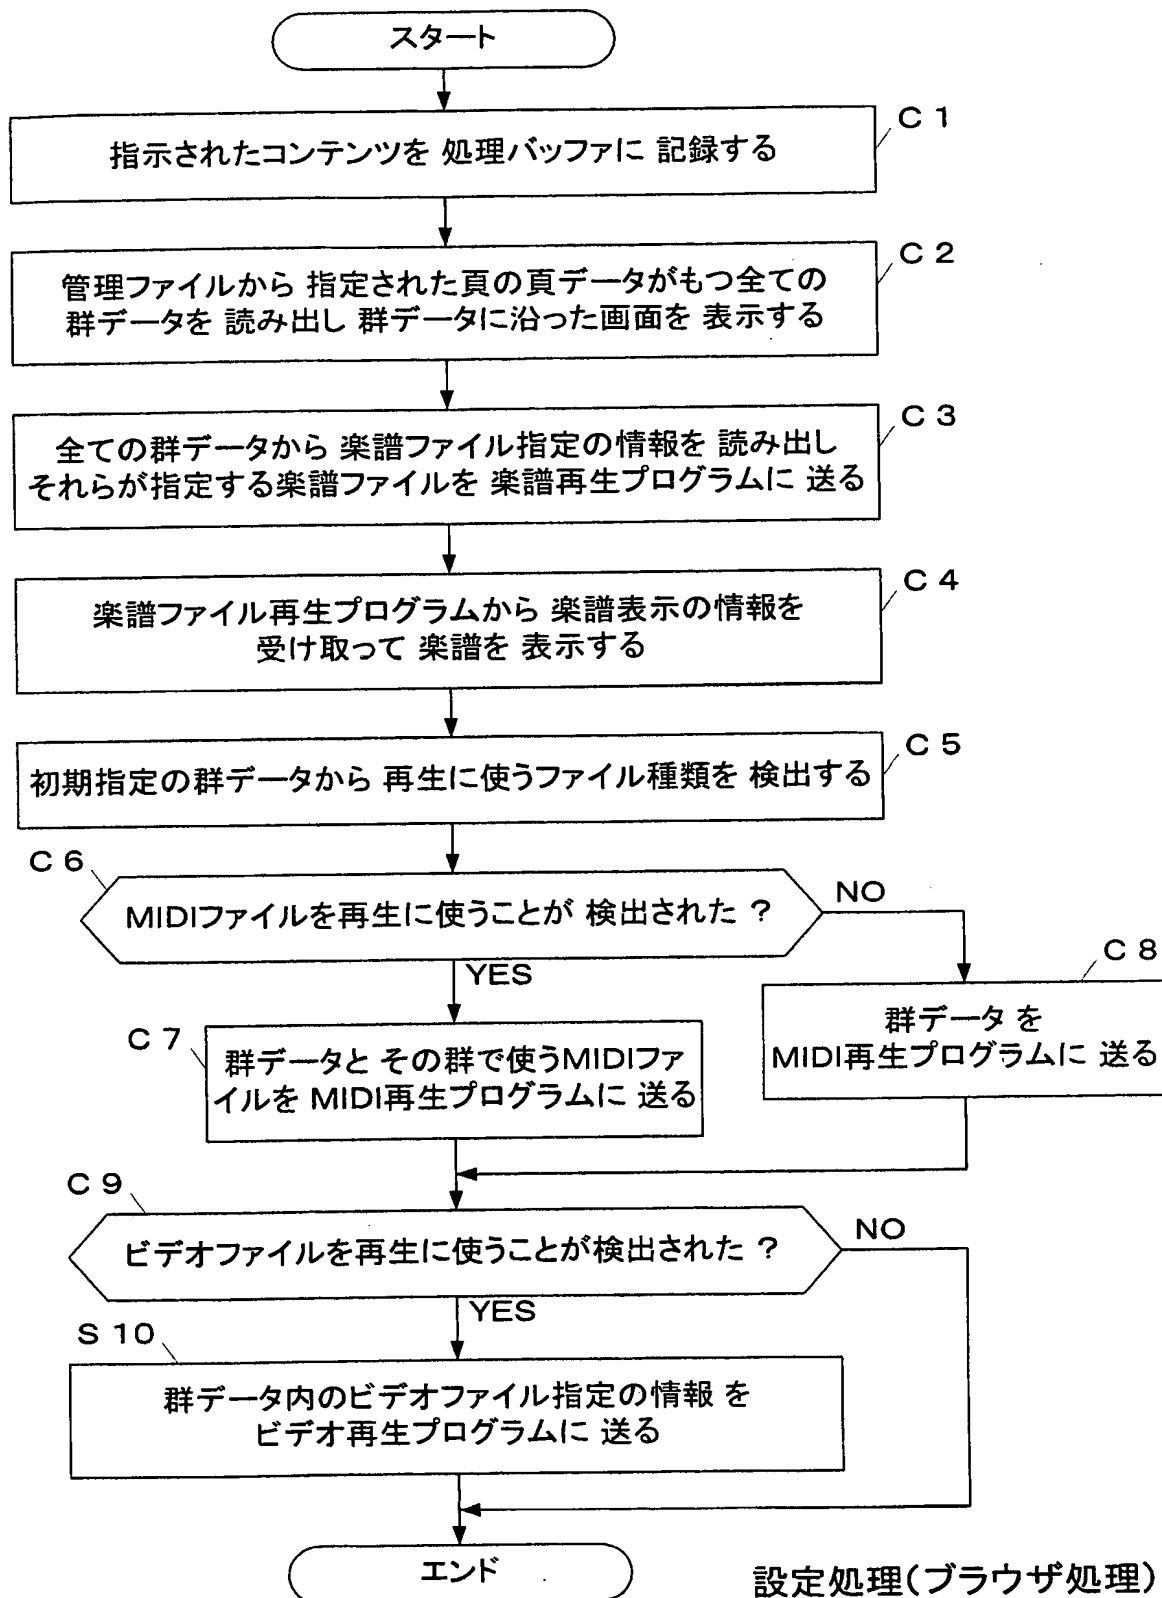 スタート
C 1
指示されたコンテンツを 処理バッファに 記録する
C 2
管理ファイルから 指定された頁の頁データがもつ全ての
群データを 読み出し 群データに沿った画面を 表示する
C 3
全ての群データから 楽譜ファイル指定の情報を 読み出し
それらが指定する楽譜ファイルを 楽譜再生プログラムに 送る
C 4
楽譜ファイル再生プログラムから 楽譜表示の情報を
受け取って 楽譜を 表示する
C 5
初期指定の群データから 再生に使うファイル種類を 検出する
C 6
MIDIファイルを再生に使うことが 検出された ?
NO
YES
C 7
群データと その群で使うMIDIファ
イルを MIDI再生プログラムに 送る
C 8
群データ を
MIDI再生プログラムに 送る
C 9
ビデオファイルを再生に使うことが検出された ?
NO
YES
S 10
群データ内のビデオファイル指定の情報 を
ビデオ再生プログラムに 送る
エンド
設定処理(ブラウザ処理)